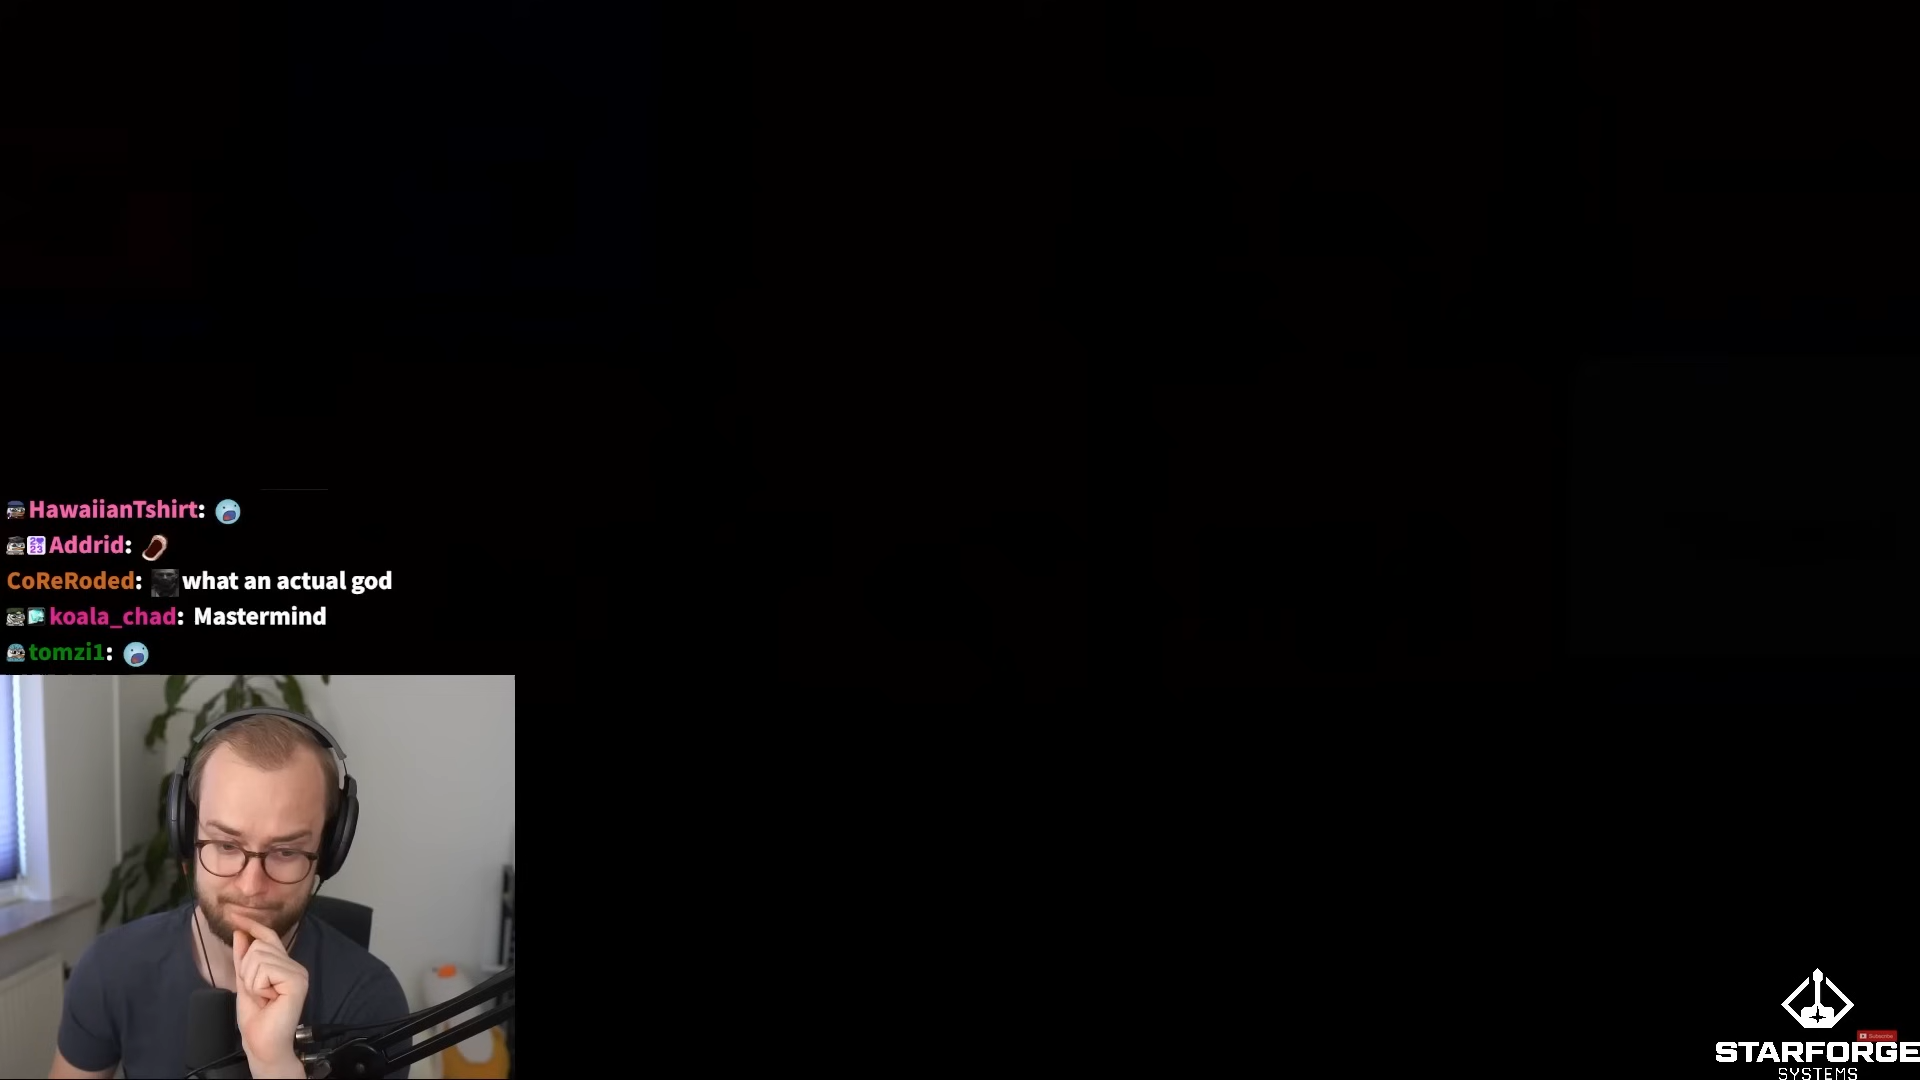 HawaiianTshirt:
Addrid:
CoReRoded: what an actual god
koala_chad: Mastermind
tomzi1:
STARFORGE
SYSTEMS